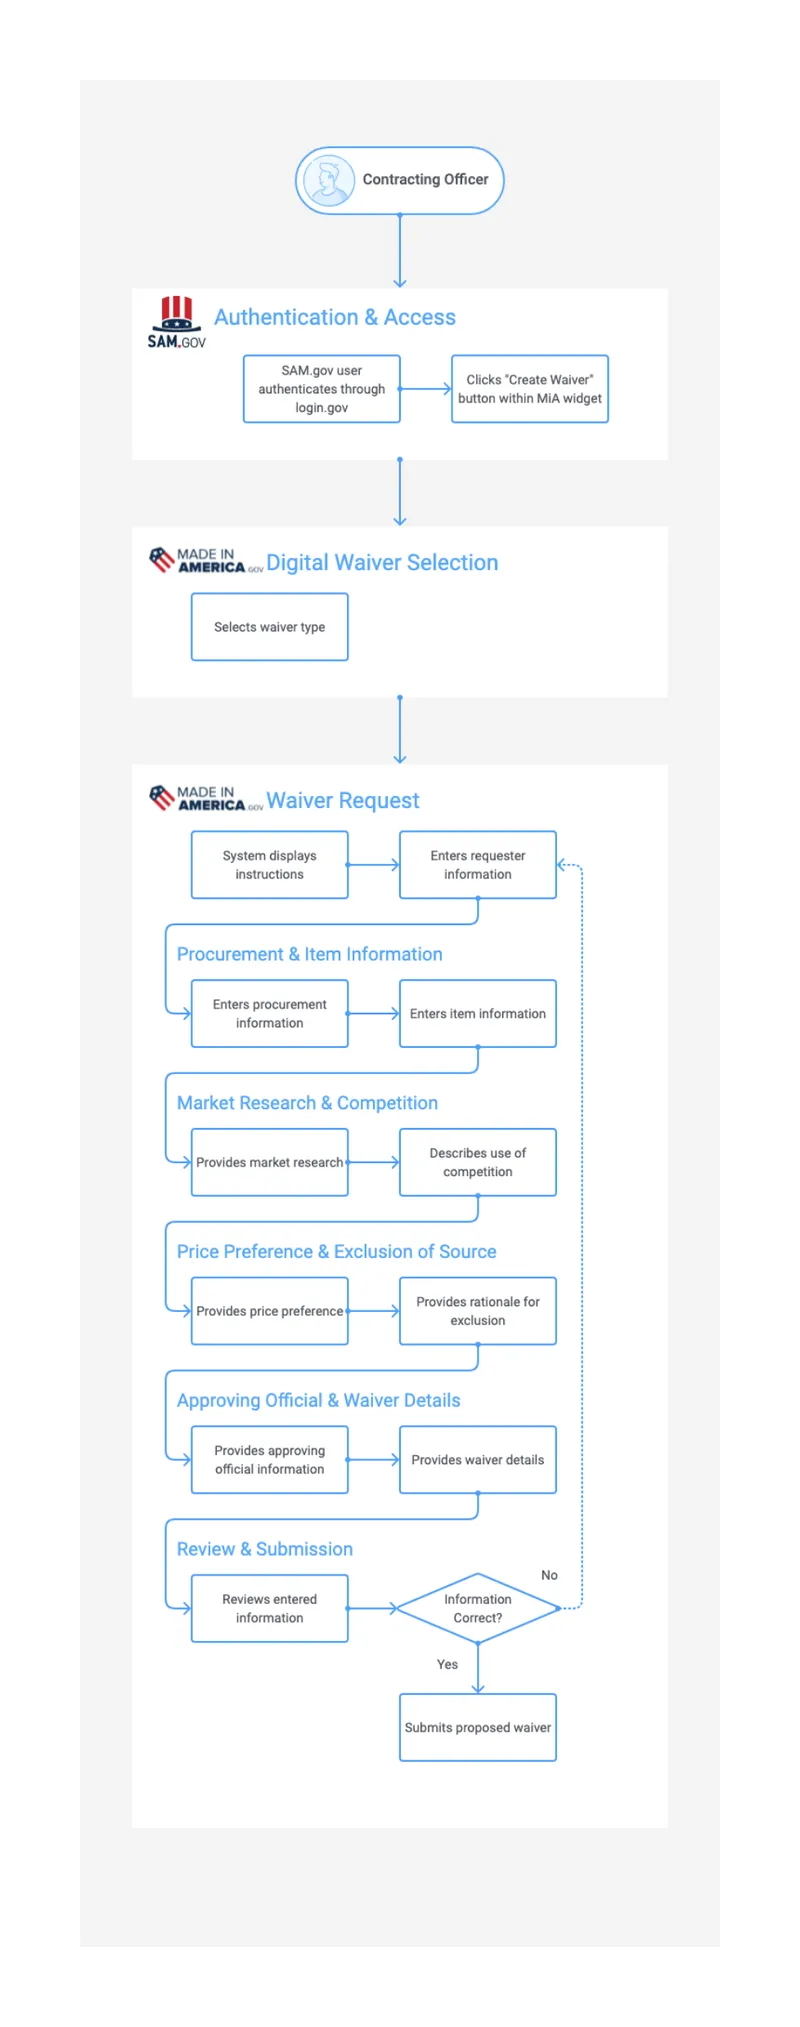 Contracting Officer
SAM.GOV
Authentication & Access
SAM.gov user
authenticates through
login.gov
Clicks "Create Waiver"
button within MiA widget
MADE IN
AMERICA.GOV
Digital Waiver Selection
Selects waiver type
MADE IN
AMERICA.GOV
Waiver Request
System displays
instructions
Enters requester
information
Procurement & Item Information
Enters procurement
information
Enters item information
Market Research & Competition
Provides market research
Describes use of
competition
Price Preference & Exclusion of Source
Provides price preference
Provides rationale for
exclusion
Approving Official & Waiver Details
Provides approving
official information
Provides waiver details
Review & Submission
Reviews entered
information
Information
Correct?
No
Yes
Submits proposed waiver